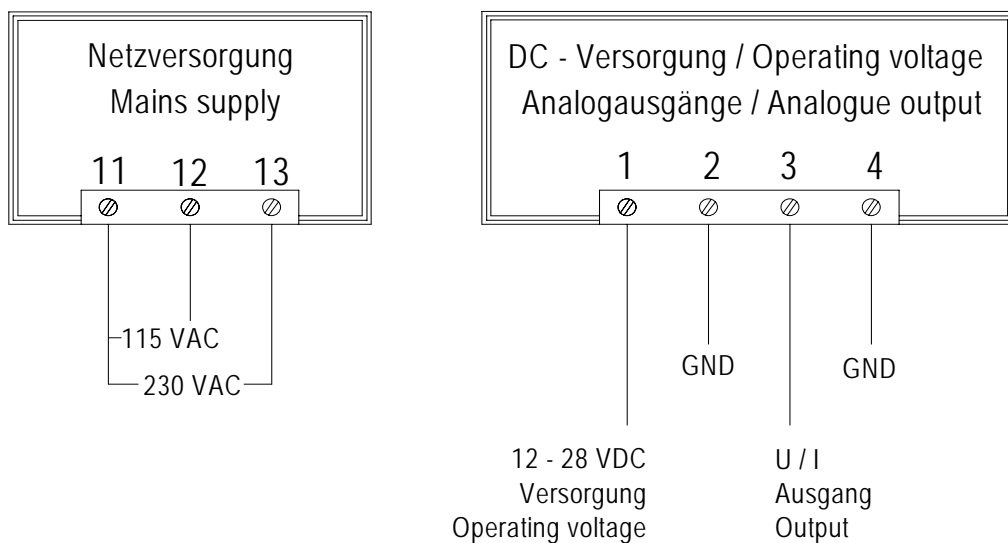 Netzversorgung
Mains supply
11 12 13
115 VAC
230 VAC
DC - Versorgung / Operating voltage
Analogausgänge / Analogue output
1 2 3 4
GND
GND
12 - 28 VDC
Versorgung
Operating voltage
U / I
Ausgang
Output